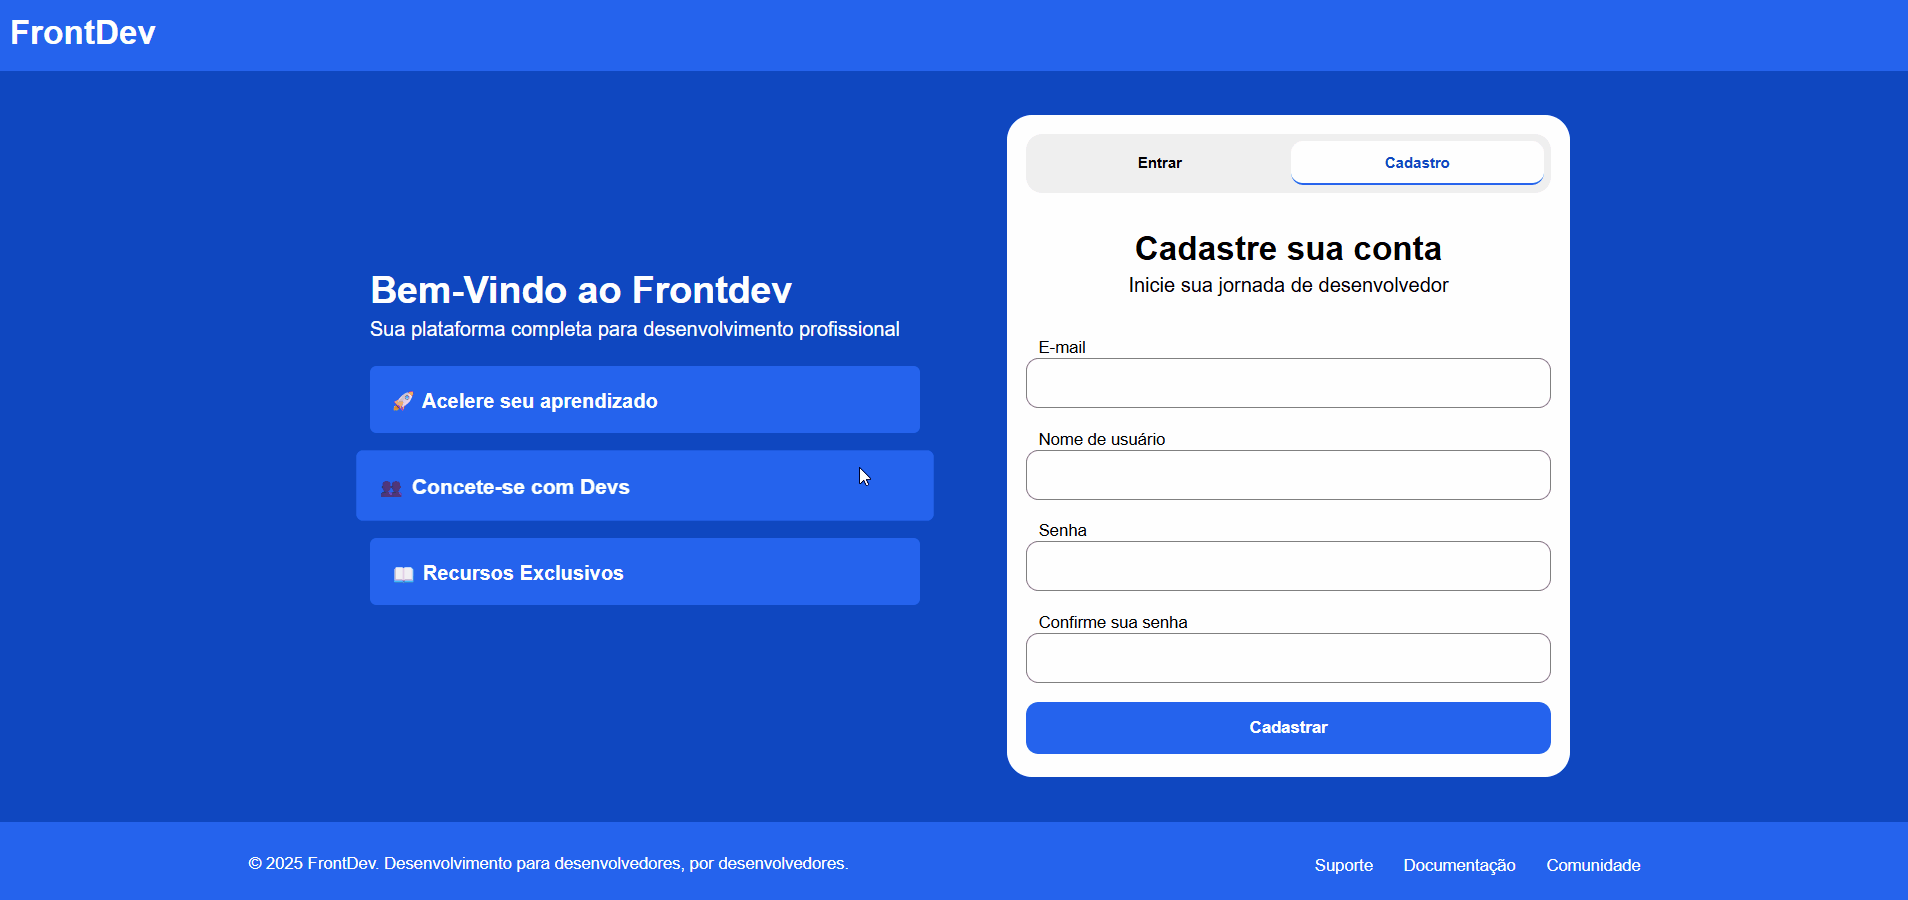 FrontDev
Bem-Vindo ao Frontdev
Sua plataforma completa para desenvolvimento profissional
🚀 Acelere seu aprendizado
👥 Concete-se com Devs
📖 Recursos Exclusivos
Entrar
Cadastro
Cadastre sua conta
Inicie sua jornada de desenvolvedor
E-mail
Nome de usuário
Senha
Confirme sua senha
Cadastrar
© 2025 FrontDev. Desenvolvimento para desenvolvedores, por desenvolvedores.
Suporte
Documentação
Comunidade